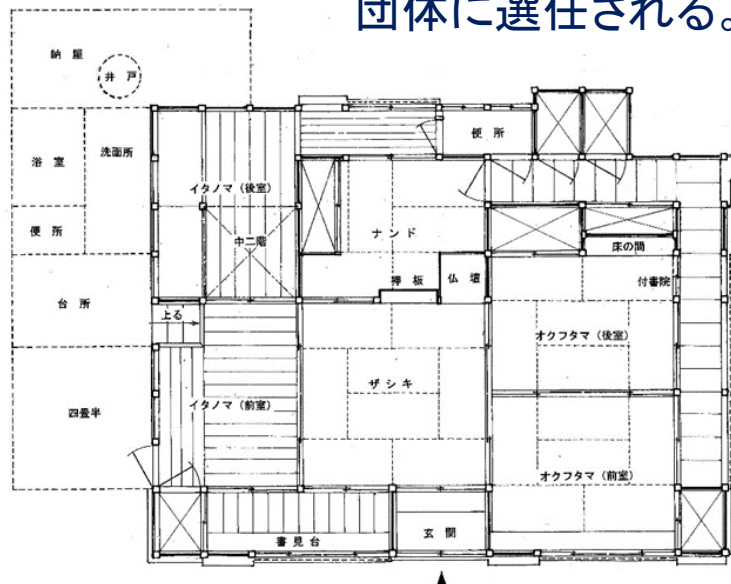 団体に選任される。
納屋
井戸
便所
浴室
洗面所
イタノマ（後室）
便所
中二階
ナンド
床の間
台所
拝板
仏壇
付書院
上る
オクフタマ（後室）
四畳半
イタノマ（前室）
ザシキ
オクフタマ（前室）
書見台
玄関